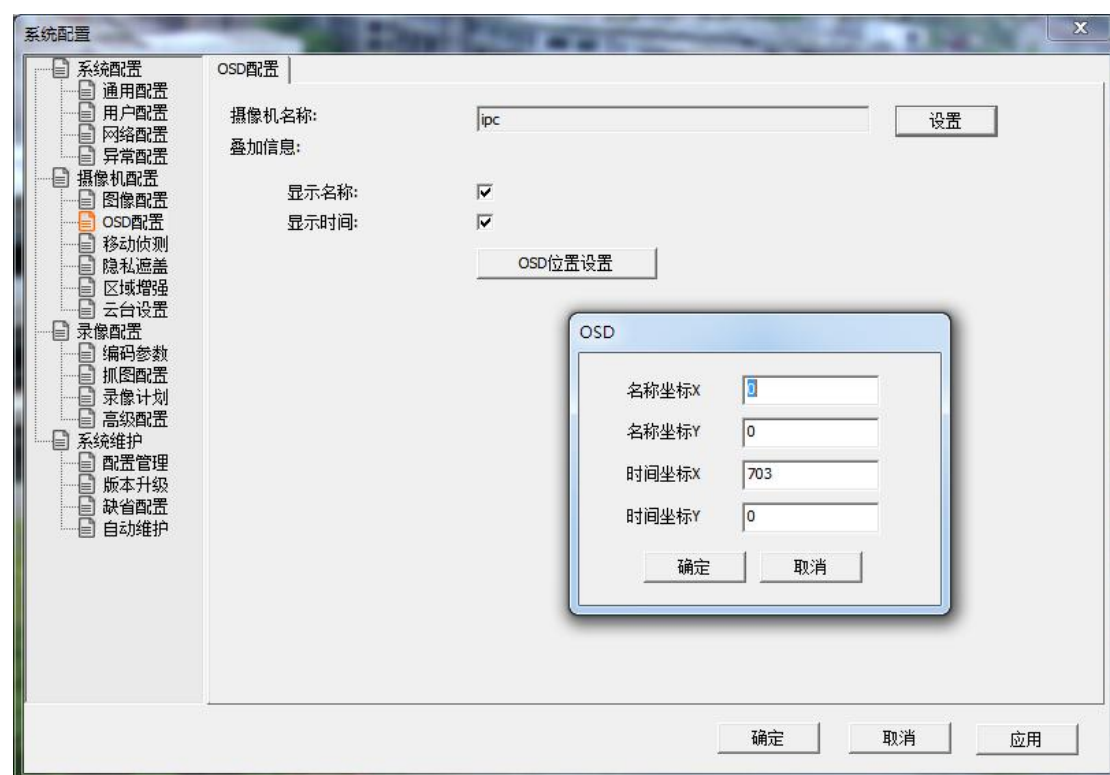 系统配置
X
系统配置
通用配置
用户配置
网络配置
异常配置
摄像机配置
图像配置
OSD配置
移动侦测
隐私遮盖
区域增强
云台设置
录像配置
编码参数
抓图配置
录像计划
高级配置
系统维护
配置管理
版本升级
缺省配置
自动维护
OSD配置
摄像机名称: ipc 设置
叠加信息:
显示名称:
显示时间:
OSD位置设置
OSD
名称坐标X 0
名称坐标Y 0
时间坐标X 703
时间坐标Y 0
确定 取消
确定 取消 应用